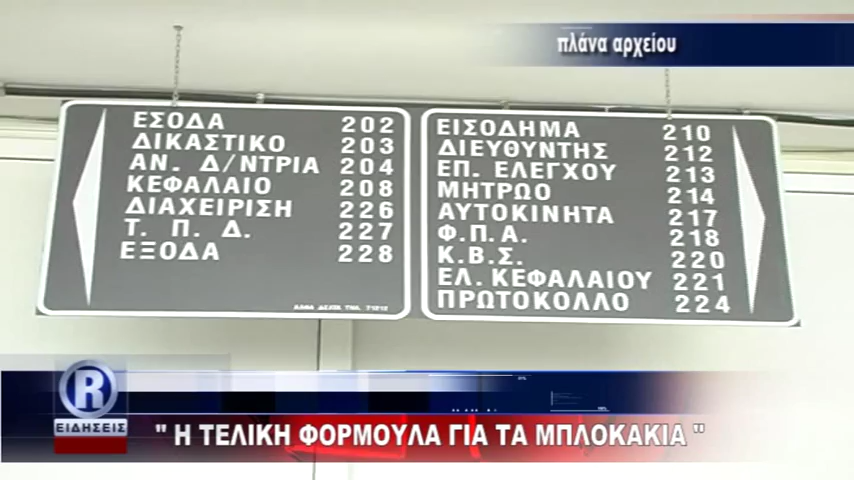 πλάνα αρχείου
ΕΣΟΔΑ 202
ΔΙΚΑΣΤΙΚΟ 203
ΑΝ. Δ/ΝΤΡΙΑ 204
ΚΕΦΑΛΑΙΟ 208
ΔΙΑΧΕΙΡΙΣΗ 226
Τ. Π. Δ. 227
ΕΞΟΔΑ 228
ΕΙΣΟΔΗΜΑ 210
ΔΙΕΥΘΥΝΤΗΣ 212
ΕΠ. ΕΛΕΓΧΟΥ 213
ΜΗΤΡΩΟ 214
ΑΥΤΟΚΙΝΗΤΑ 217
Φ.Π.Α. 218
Κ.Β.Σ. 220
ΕΛ. ΚΕΦΑΛΑΙΟΥ 221
ΠΡΩΤΟΚΟΛΛΟ 224
R
ΕΙΔΗΣΕΙΣ
" Η ΤΕΛΙΚΗ ΦΟΡΜΟΥΛΑ ΓΙΑ ΤΑ ΜΠΛΟΚΑΚΙΑ "